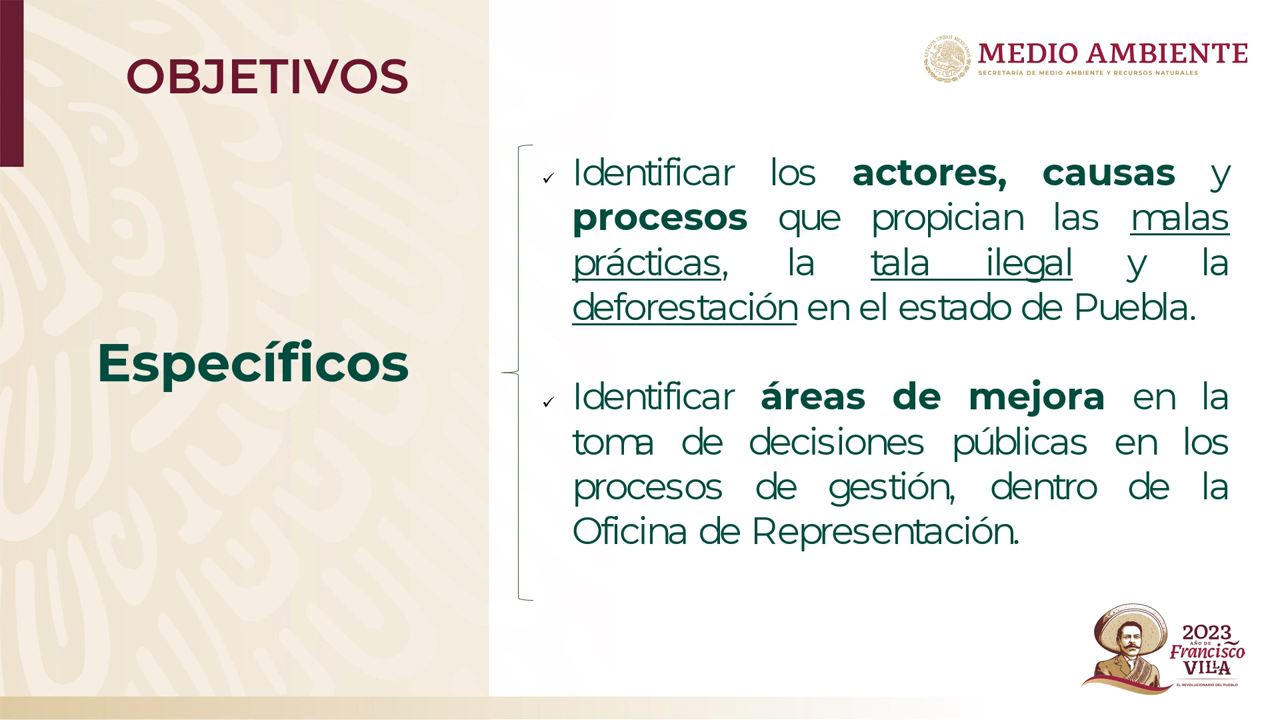 OBJETIVOS
MEDIO AMBIENTE
SECRETARÍA DE MEDIO AMBIENTE Y RECURSOS NATURALES
Específicos
✓ Identificar los actores, causas y
procesos que propician las malas
prácticas, la tala ilegal y la
deforestación en el estado de Puebla.
✓ Identificar áreas de mejora en la
toma de decisiones públicas en los
procesos de gestión, dentro de la
Oficina de Representación.
2023
AÑO DE
Francisco
VILLA
EL REVOLUCIONARIO DEL PUEBLO